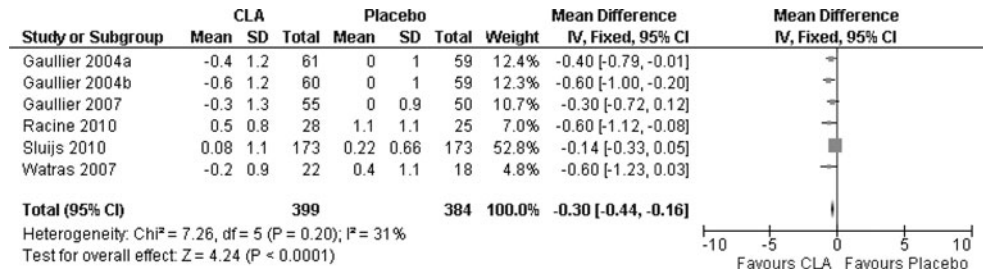 CLA Placebo Mean Difference Mean Difference
Study or Subgroup Mean SD Total Mean SD Total Weight IV, Fixed, 95% CI IV, Fixed, 95% CI
Gaullier 2004a -0.4 1.2 61 0 1 59 12.4% -0.40 [-0.79, -0.01]
Gaullier 2004b -0.6 1.2 60 0 1 59 12.3% -0.60 [-1.00, -0.20]
Gaullier 2007 -0.3 1.3 55 0 0.9 50 10.7% -0.30 [-0.72, 0.12]
Racine 2010 0.5 0.8 28 1.1 1.1 25 7.0% -0.60 [-1.12, -0.08]
Sluijs 2010 0.08 1.1 173 0.22 0.66 173 52.8% -0.14 [-0.33, 0.05]
Watras 2007 -0.2 0.9 22 0.4 1.1 18 4.8% -0.60 [-1.23, 0.03]
Total (95% CI) 399 384 100.0% -0.30 [-0.44, -0.16]
Heterogeneity: Chi² = 7.26, df = 5 (P = 0.20); I² = 31%
Test for overall effect: Z = 4.24 (P < 0.0001)
-10 -5 0 5 10
Favours CLA Favours Placebo